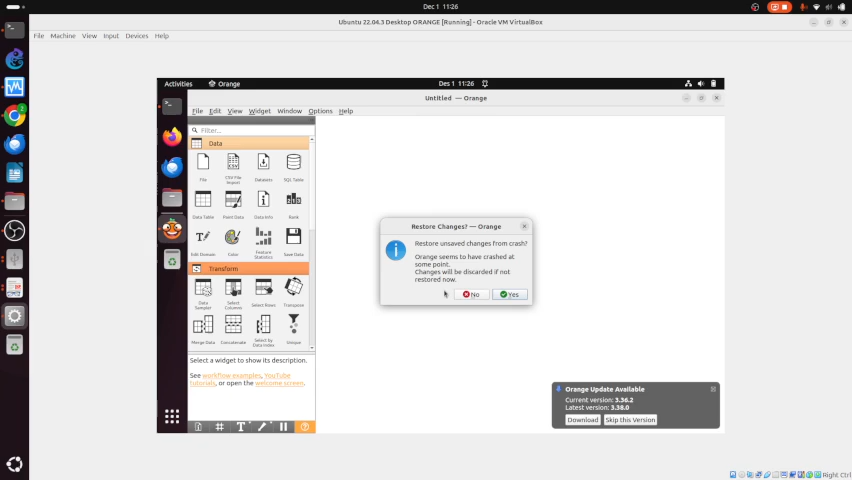 Dec 1 11:26
Ubuntu 22.04.3 Desktop ORANGE [Running] - Oracle VM VirtualBox
File Machine View Input Devices Help
Activities Orange Des 1 11:26
Untitled — Orange
File Edit View Widget Window Options Help
Filter...
Data
File CSV File Import Datasets SQL Table
Data Table Paint Data Data Info Rank
Edit Domain Color Feature Statistics Save Data
Transform
Data Sampler Select Columns Select Rows Transpose
Merge Data Concatenate Select by Data Index Unique
Select a widget to show its description.
See workflow examples, YouTube
tutorials, or open the welcome screen.
Restore Changes? — Orange
Restore unsaved changes from crash?
Orange seems to have crashed at
some point.
Changes will be discarded if not
restored now.
No Yes
Orange Update Available
Current version: 3.36.2
Latest version: 3.38.0
Download Skip this Version
Right Ctrl